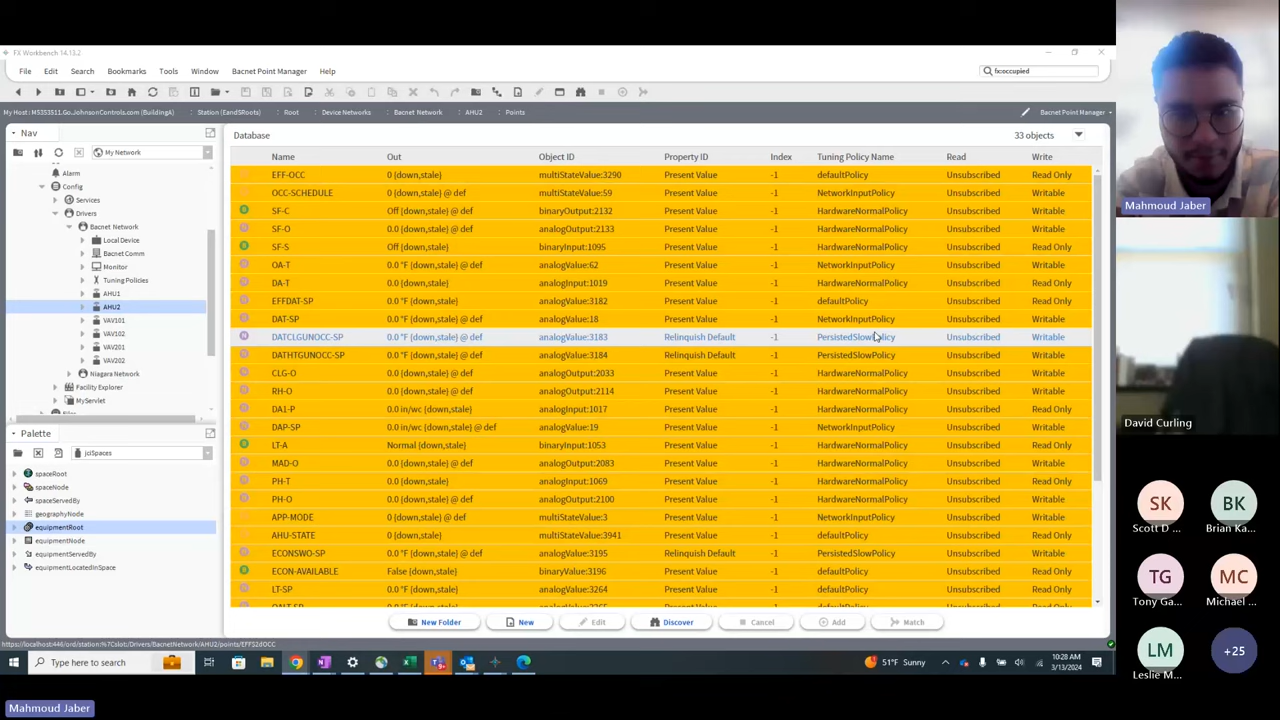 FX Workbench 14.13.2
File Edit Search Bookmarks Tools Window Bacnet Point Manager Help
fx:occupied
My Host : MSIS3S11.Go.JohnsonControls.com (BuildingA) Station (EandSRoots) Root Device Networks Bacnet Network AHU2 Points
Bacnet Point Manager
Nav
My Network
Alarm
Config
Services
Drivers
Bacnet Network
Local Device
Bacnet Comm
Monitor
Tuning Policies
AHU1
AHU2
VAV101
VAV102
VAV201
VAV202
Niagara Network
Facility Explorer
MyServlet
Palette
jciSpaces
spaceRoot
spaceNode
spaceServedBy
geographyNode
equipmentRoot
equipmentNode
equipmentServedBy
equipmentLocatedInSpace
Database 33 objects
Name Out Object ID Property ID Index Tuning Policy Name Read Write
EFF-OCC 0 {down,stale} multiStateValue:3290 Present Value -1 defaultPolicy Unsubscribed Read Only
OCC-SCHEDULE 0 {down,stale} @ def multiStateValue:59 Present Value -1 NetworkInputPolicy Unsubscribed Writable
SF-C Off {down,stale} @ def binaryOutput:2132 Present Value -1 HardwareNormalPolicy Unsubscribed Writable
SF-O 0.0 {down,stale} @ def analogOutput:2133 Present Value -1 HardwareNormalPolicy Unsubscribed Writable
SF-S Off {down,stale} binaryInput:1095 Present Value -1 HardwareNormalPolicy Unsubscribed Read Only
OA-T 0.0 °F {down,stale} @ def analogValue:62 Present Value -1 NetworkInputPolicy Unsubscribed Writable
DA-T 0.0 °F {down,stale} analogInput:1019 Present Value -1 HardwareNormalPolicy Unsubscribed Writable
EFFDAT-SP 0.0 °F {down,stale} analogValue:3182 Present Value -1 defaultPolicy Unsubscribed Read Only
DAT-SP 0.0 °F {down,stale} @ def analogValue:18 Present Value -1 NetworkInputPolicy Unsubscribed Writable
DATCLGUNOCC-SP 0.0 °F {down,stale} @ def analogValue:3183 Relinquish Default -1 PersistedSlowPolicy Unsubscribed Writable
DATHTGUNOCC-SP 0.0 °F {down,stale} @ def analogValue:3184 Relinquish Default -1 PersistedSlowPolicy Unsubscribed Writable
CLG-O 0.0 {down,stale} @ def analogOutput:2033 Present Value -1 HardwareNormalPolicy Unsubscribed Writable
RH-O 0.0 {down,stale} @ def analogOutput:2114 Present Value -1 HardwareNormalPolicy Unsubscribed Writable
DA1-P 0.0 in/wc {down,stale} analogInput:1017 Present Value -1 HardwareNormalPolicy Unsubscribed Read Only
DAP-SP 0.0 in/wc {down,stale} @ def analogValue:19 Present Value -1 NetworkInputPolicy Unsubscribed Writable
LT-A Normal {down,stale} binaryInput:1053 Present Value -1 HardwareNormalPolicy Unsubscribed Read Only
MAD-O 0.0 {down,stale} @ def analogOutput:2083 Present Value -1 HardwareNormalPolicy Unsubscribed Writable
PH-T 0.0 °F {down,stale} analogInput:1069 Present Value -1 HardwareNormalPolicy Unsubscribed Read Only
PH-O 0.0 {down,stale} @ def analogOutput:2100 Present Value -1 HardwareNormalPolicy Unsubscribed Writable
APP-MODE 0 {down,stale} @ def multiStateValue:3 Present Value -1 NetworkInputPolicy Unsubscribed Writable
AHU-STATE 0 {down,stale} multiStateValue:3941 Present Value -1 defaultPolicy Unsubscribed Read Only
ECONSWO-SP 0.0 °F {down,stale} @ def analogValue:3195 Relinquish Default -1 PersistedSlowPolicy Unsubscribed Writable
ECON-AVAILABLE False {down,stale} binaryValue:3196 Present Value -1 defaultPolicy Unsubscribed Read Only
LT-SP 0.0 °F {down,stale} analogValue:3264 Present Value -1 defaultPolicy Unsubscribed Read Only
New Folder New Edit Discover Cancel Add Match
https://localhost:446/ord/station:%7Cslot:/Drivers/BacnetNetwork/AHU2/points/EFF$2dOCC
Type here to search
51°F Sunny
10:28 AM
3/13/2024
Mahmoud Jaber
David Curling
Scott D ...
Brian Ka...
Tony Ga...
Michael ...
LM
Leslie M...
+25
SK
BK
TG
MC
Mahmoud Jaber